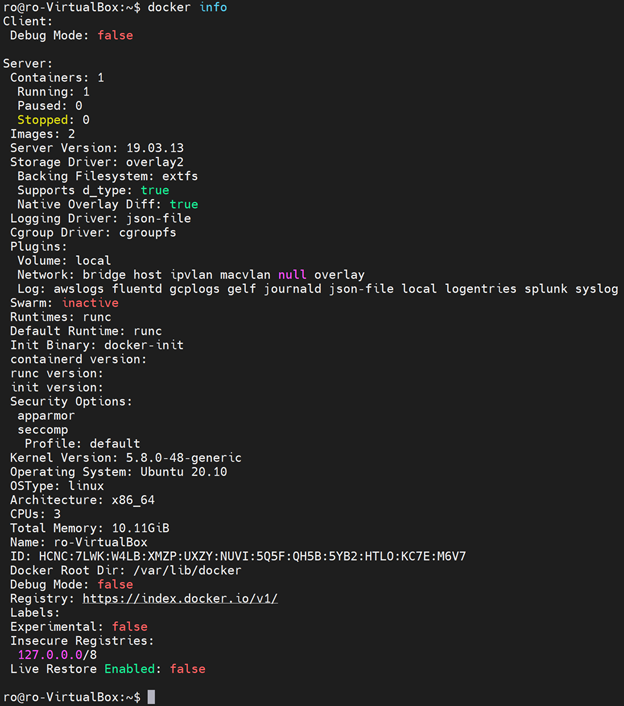 ro@ro-VirtualBox:~$ docker info
Client:
 Debug Mode: false

Server:
 Containers: 1
  Running: 1
  Paused: 0
  Stopped: 0
 Images: 2
 Server Version: 19.03.13
 Storage Driver: overlay2
  Backing Filesystem: extfs
  Supports d_type: true
  Native Overlay Diff: true
 Logging Driver: json-file
 Cgroup Driver: cgroupfs
 Plugins:
  Volume: local
  Network: bridge host ipvlan macvlan null overlay
  Log: awslogs fluentd gcplogs gelf journald json-file local logentries splunk syslog
 Swarm: inactive
 Runtimes: runc
 Default Runtime: runc
 Init Binary: docker-init
 containerd version:
 runc version:
 init version:
 Security Options:
  apparmor
  seccomp
   Profile: default
 Kernel Version: 5.8.0-48-generic
 Operating System: Ubuntu 20.10
 OSType: linux
 Architecture: x86_64
 CPUs: 3
 Total Memory: 10.11GiB
 Name: ro-VirtualBox
 ID: HCNC:7LWK:W4LB:XMZP:UXZY:NUVI:5Q5F:QH5B:5YB2:HTLO:KC7E:M6V7
 Docker Root Dir: /var/lib/docker
 Debug Mode: false
 Registry: https://index.docker.io/v1/
 Labels:
 Experimental: false
 Insecure Registries:
  127.0.0.0/8
 Live Restore Enabled: false

ro@ro-VirtualBox:~$